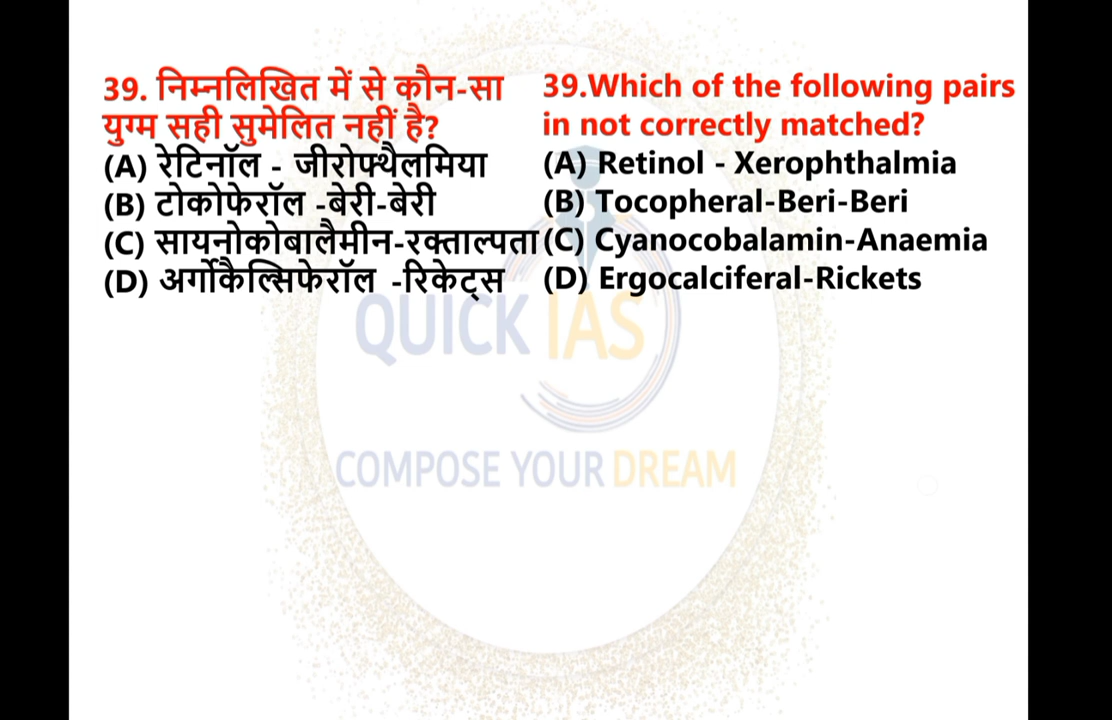 39. निम्नलिखित में से कौन-सा
युग्म सही सुमेलित नहीं है?
(A) रेटिनॉल - जीरोफ्थैलमिया
(B) टोकोफेरॉल -बेरी-बेरी
(C) सायनोकोबालैमीन-रक्ताल्पता
(D) अर्गोकैल्सिफेरॉल -रिकेट्स
39.Which of the following pairs
in not correctly matched?
(A) Retinol - Xerophthalmia
(B) Tocopheral-Beri-Beri
(C) Cyanocobalamin-Anaemia
(D) Ergocalciferal-Rickets
QUICK IAS
COMPOSE YOUR DREAM